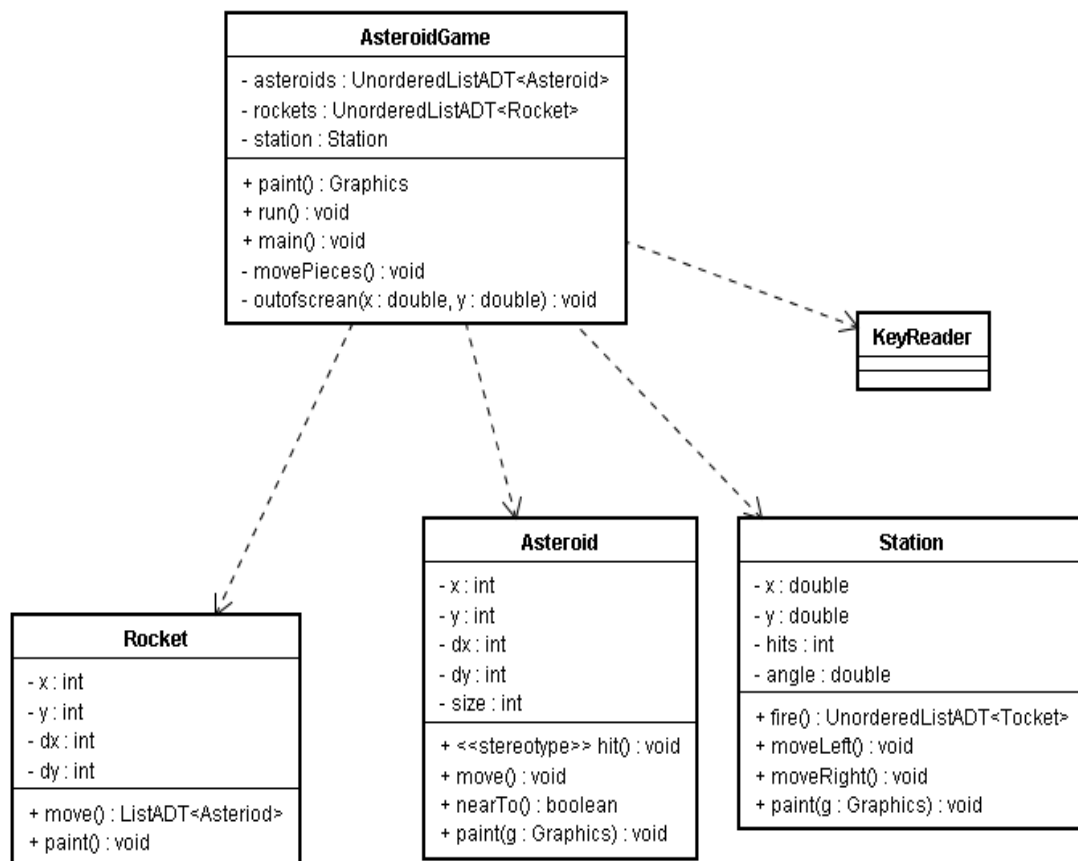 AsteroidGame
- asteroids : UnorderedListADT<Asteroid>
- rockets : UnorderedListADT<Rocket>
- station : Station
+ paint() : Graphics
+ run() : void
+ main() : void
- movePieces() : void
- outofscrean(x : double, y : double) : void
KeyReader
Rocket
- x : int
- y : int
- dx : int
- dy : int
+ move() : ListADT<Asteriod>
+ paint() : void
Asteroid
- x : int
- y : int
- dx : int
- dy : int
- size : int
+ <<stereotype>> hit() : void
+ move() : void
+ nearTo() : boolean
+ paint(g : Graphics) : void
Station
- x : double
- y : double
- hits : int
- angle : double
+ fire() : UnorderedListADT<Tocket>
+ moveLeft() : void
+ moveRight() : void
+ paint(g : Graphics) : void